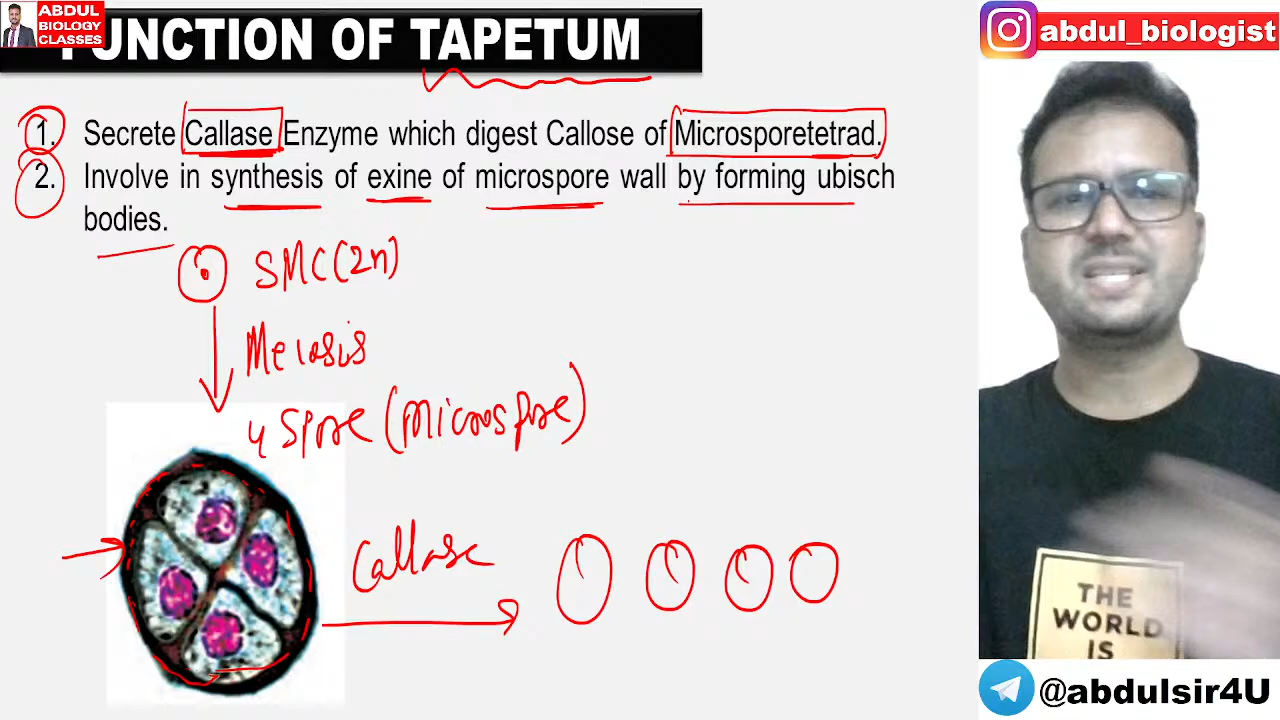 ABDUL
BIOLOGY
CLASSES
FUNCTION OF TAPETUM
abdul_biologist
1. Secrete Callase Enzyme which digest Callose of Microsporetetrad.
2. Involve in synthesis of exine of microspore wall by forming ubisch
bodies.
SMC(2n)
Meiosis
4 Spore (Microspore)
Callase
THE
WORLD
IS
@abdulsir4U